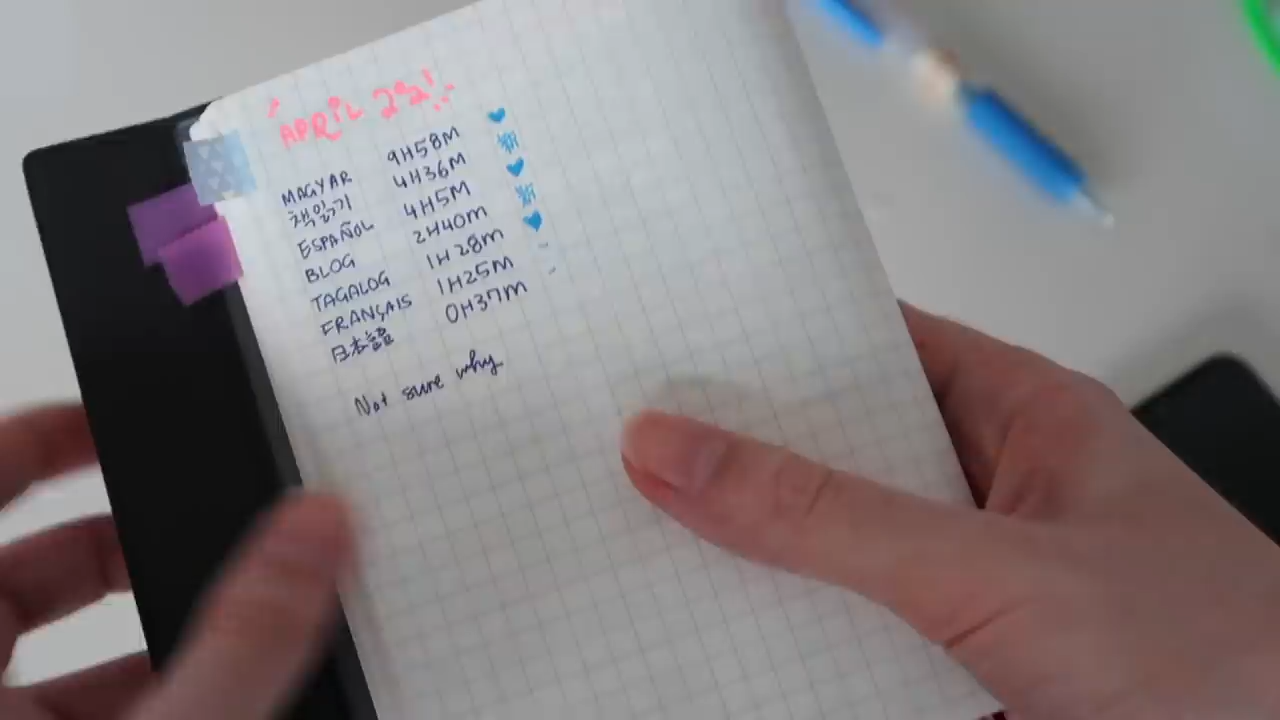 APRIL 22!
MAGYAR 9H58M
책읽기 4H36M
ESPAÑOL 4H5M
BLOG 2H40M
TAGALOG 1H28M
FRANÇAIS 1H25M
日本語 0H37M
Not sure why